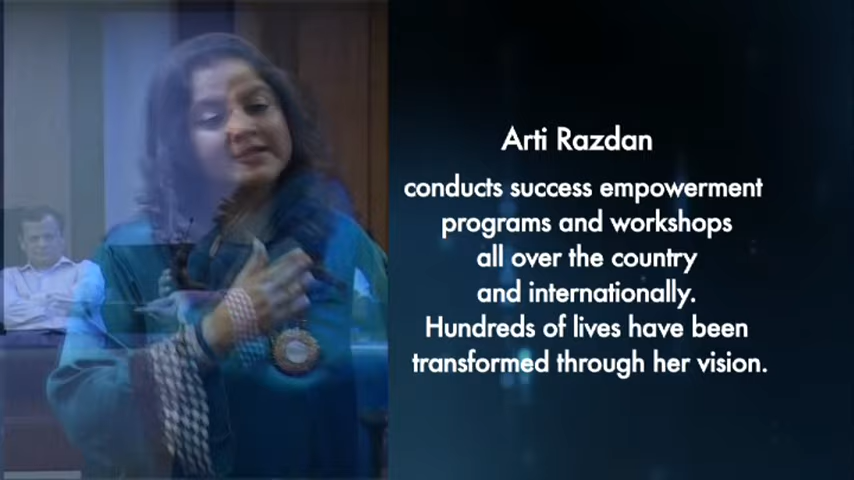 Arti Razdan
conducts success empowerment
programs and workshops
all over the country
and internationally.
Hundreds of lives have been
transformed through her vision.